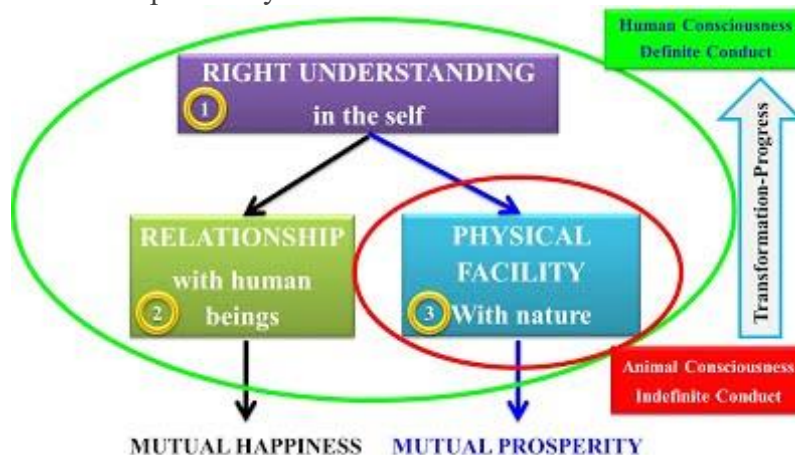 Human Consciousness
Definite Conduct
RIGHT UNDERSTANDING
in the self
1
Transformation-Progress
RELATIONSHIP
with human
beings
2
PHYSICAL
FACILITY
With nature
3
Animal Consciousness
Indefinite Conduct
MUTUAL HAPPINESS
MUTUAL PROSPERITY